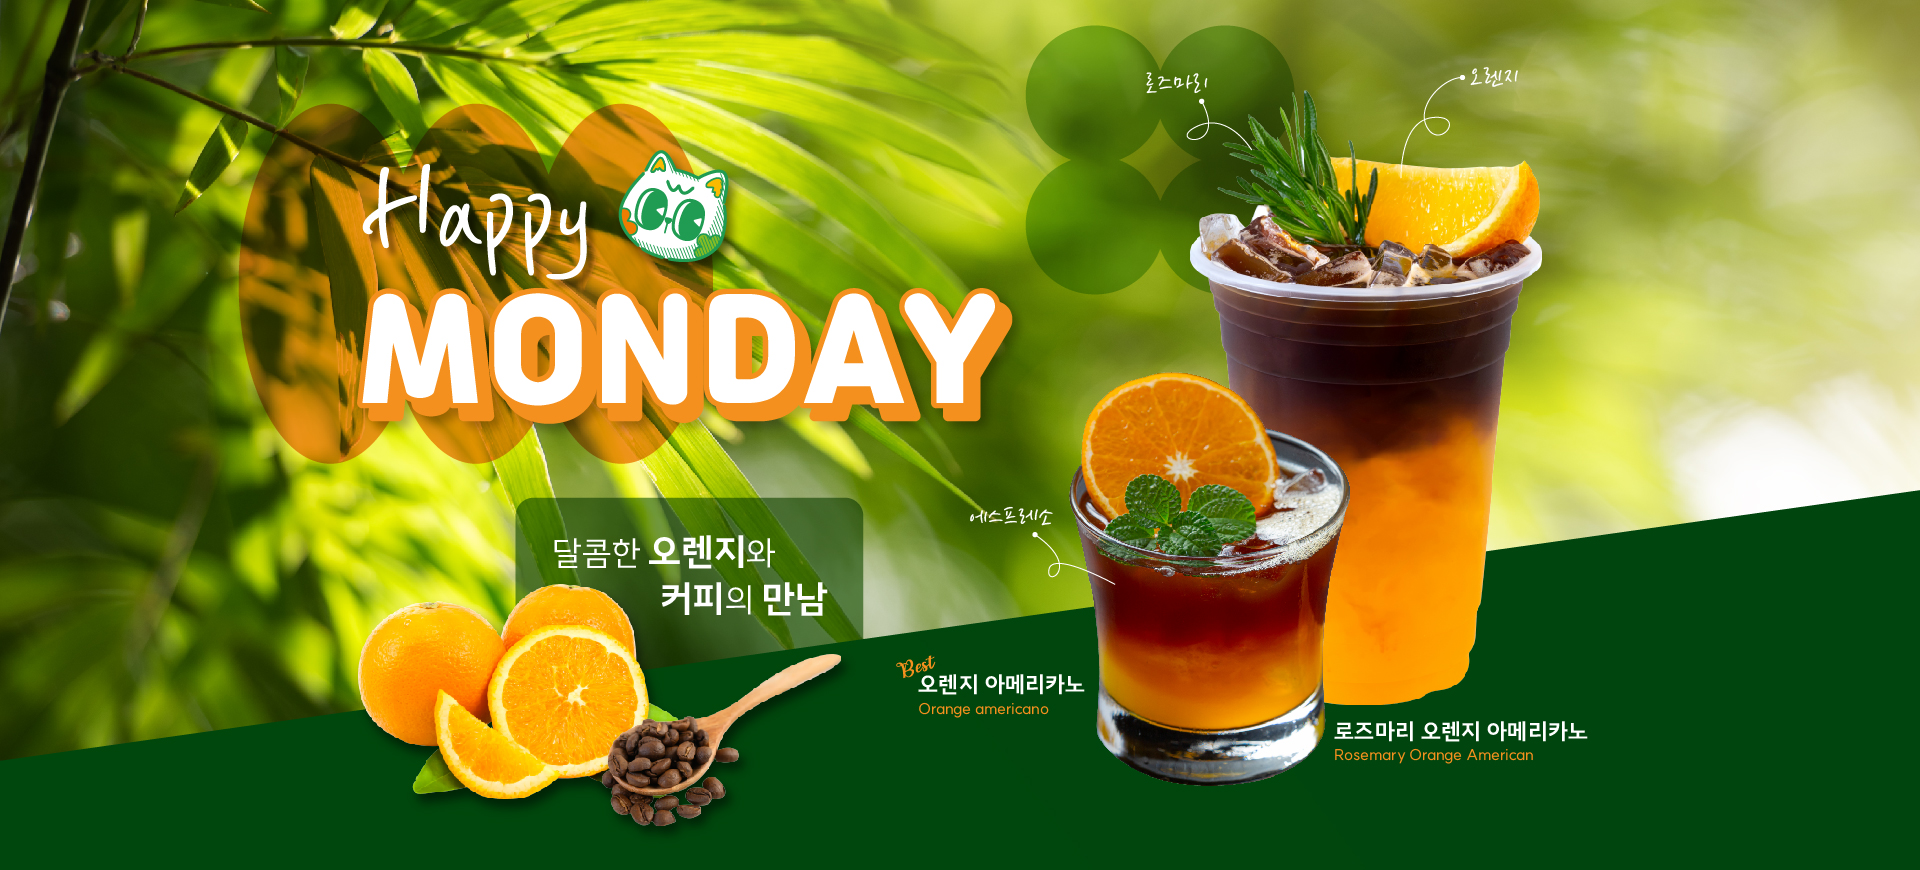 Happy
MONDAY
달콤한 오렌지와
커피의 만남
로즈마리
오렌지
에스프레소
Best
오렌지 아메리카노
Orange americano
로즈마리 오렌지 아메리카노
Rosemary Orange American